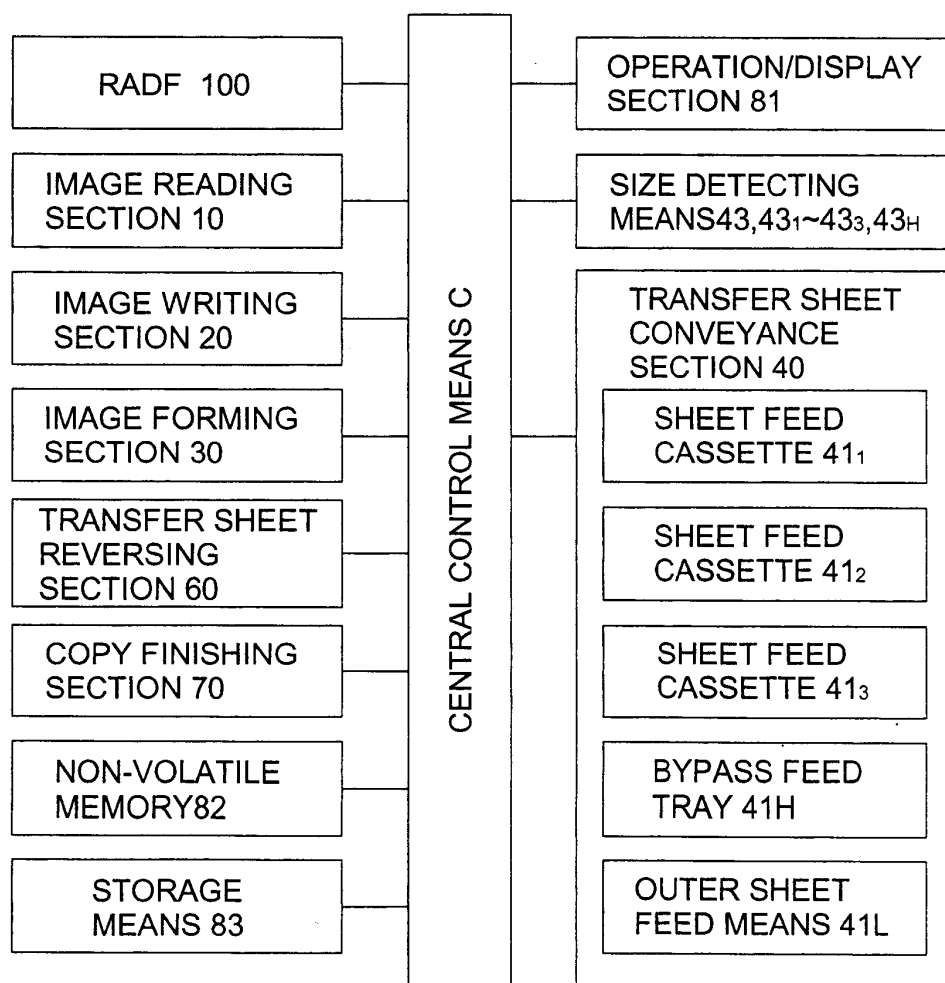 RADF 100
IMAGE READING
SECTION 10
IMAGE WRITING
SECTION 20
IMAGE FORMING
SECTION 30
TRANSFER SHEET
REVERSING
SECTION 60
COPY FINISHING
SECTION 70
NON-VOLATILE
MEMORY82
STORAGE
MEANS 83
CENTRAL CONTROL MEANS C
OPERATION/DISPLAY
SECTION 81
SIZE DETECTING
MEANS43,43₁~43₃,43H
TRANSFER SHEET
CONVEYANCE
SECTION 40
SHEET FEED
CASSETTE 41₁
SHEET FEED
CASSETTE 41₂
SHEET FEED
CASSETTE 41₃
BYPASS FEED
TRAY 41H
OUTER SHEET
FEED MEANS 41L